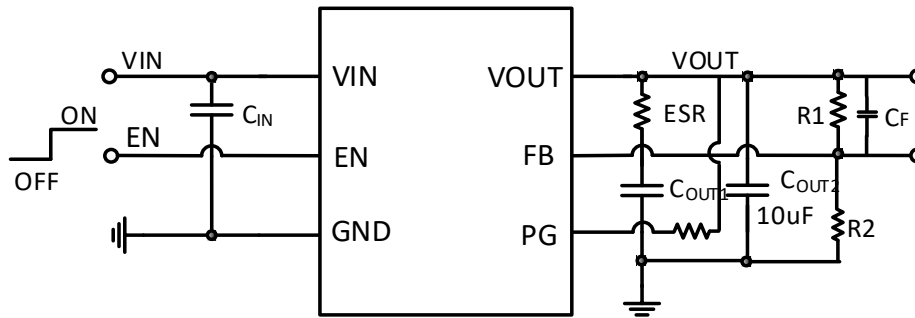 VIN
VIN
VOUT
VOUT
CIN
ESR
R1
CF
ON
EN
EN
FB
OFF
COUT1
COUT2
10uF
GND
PG
R2